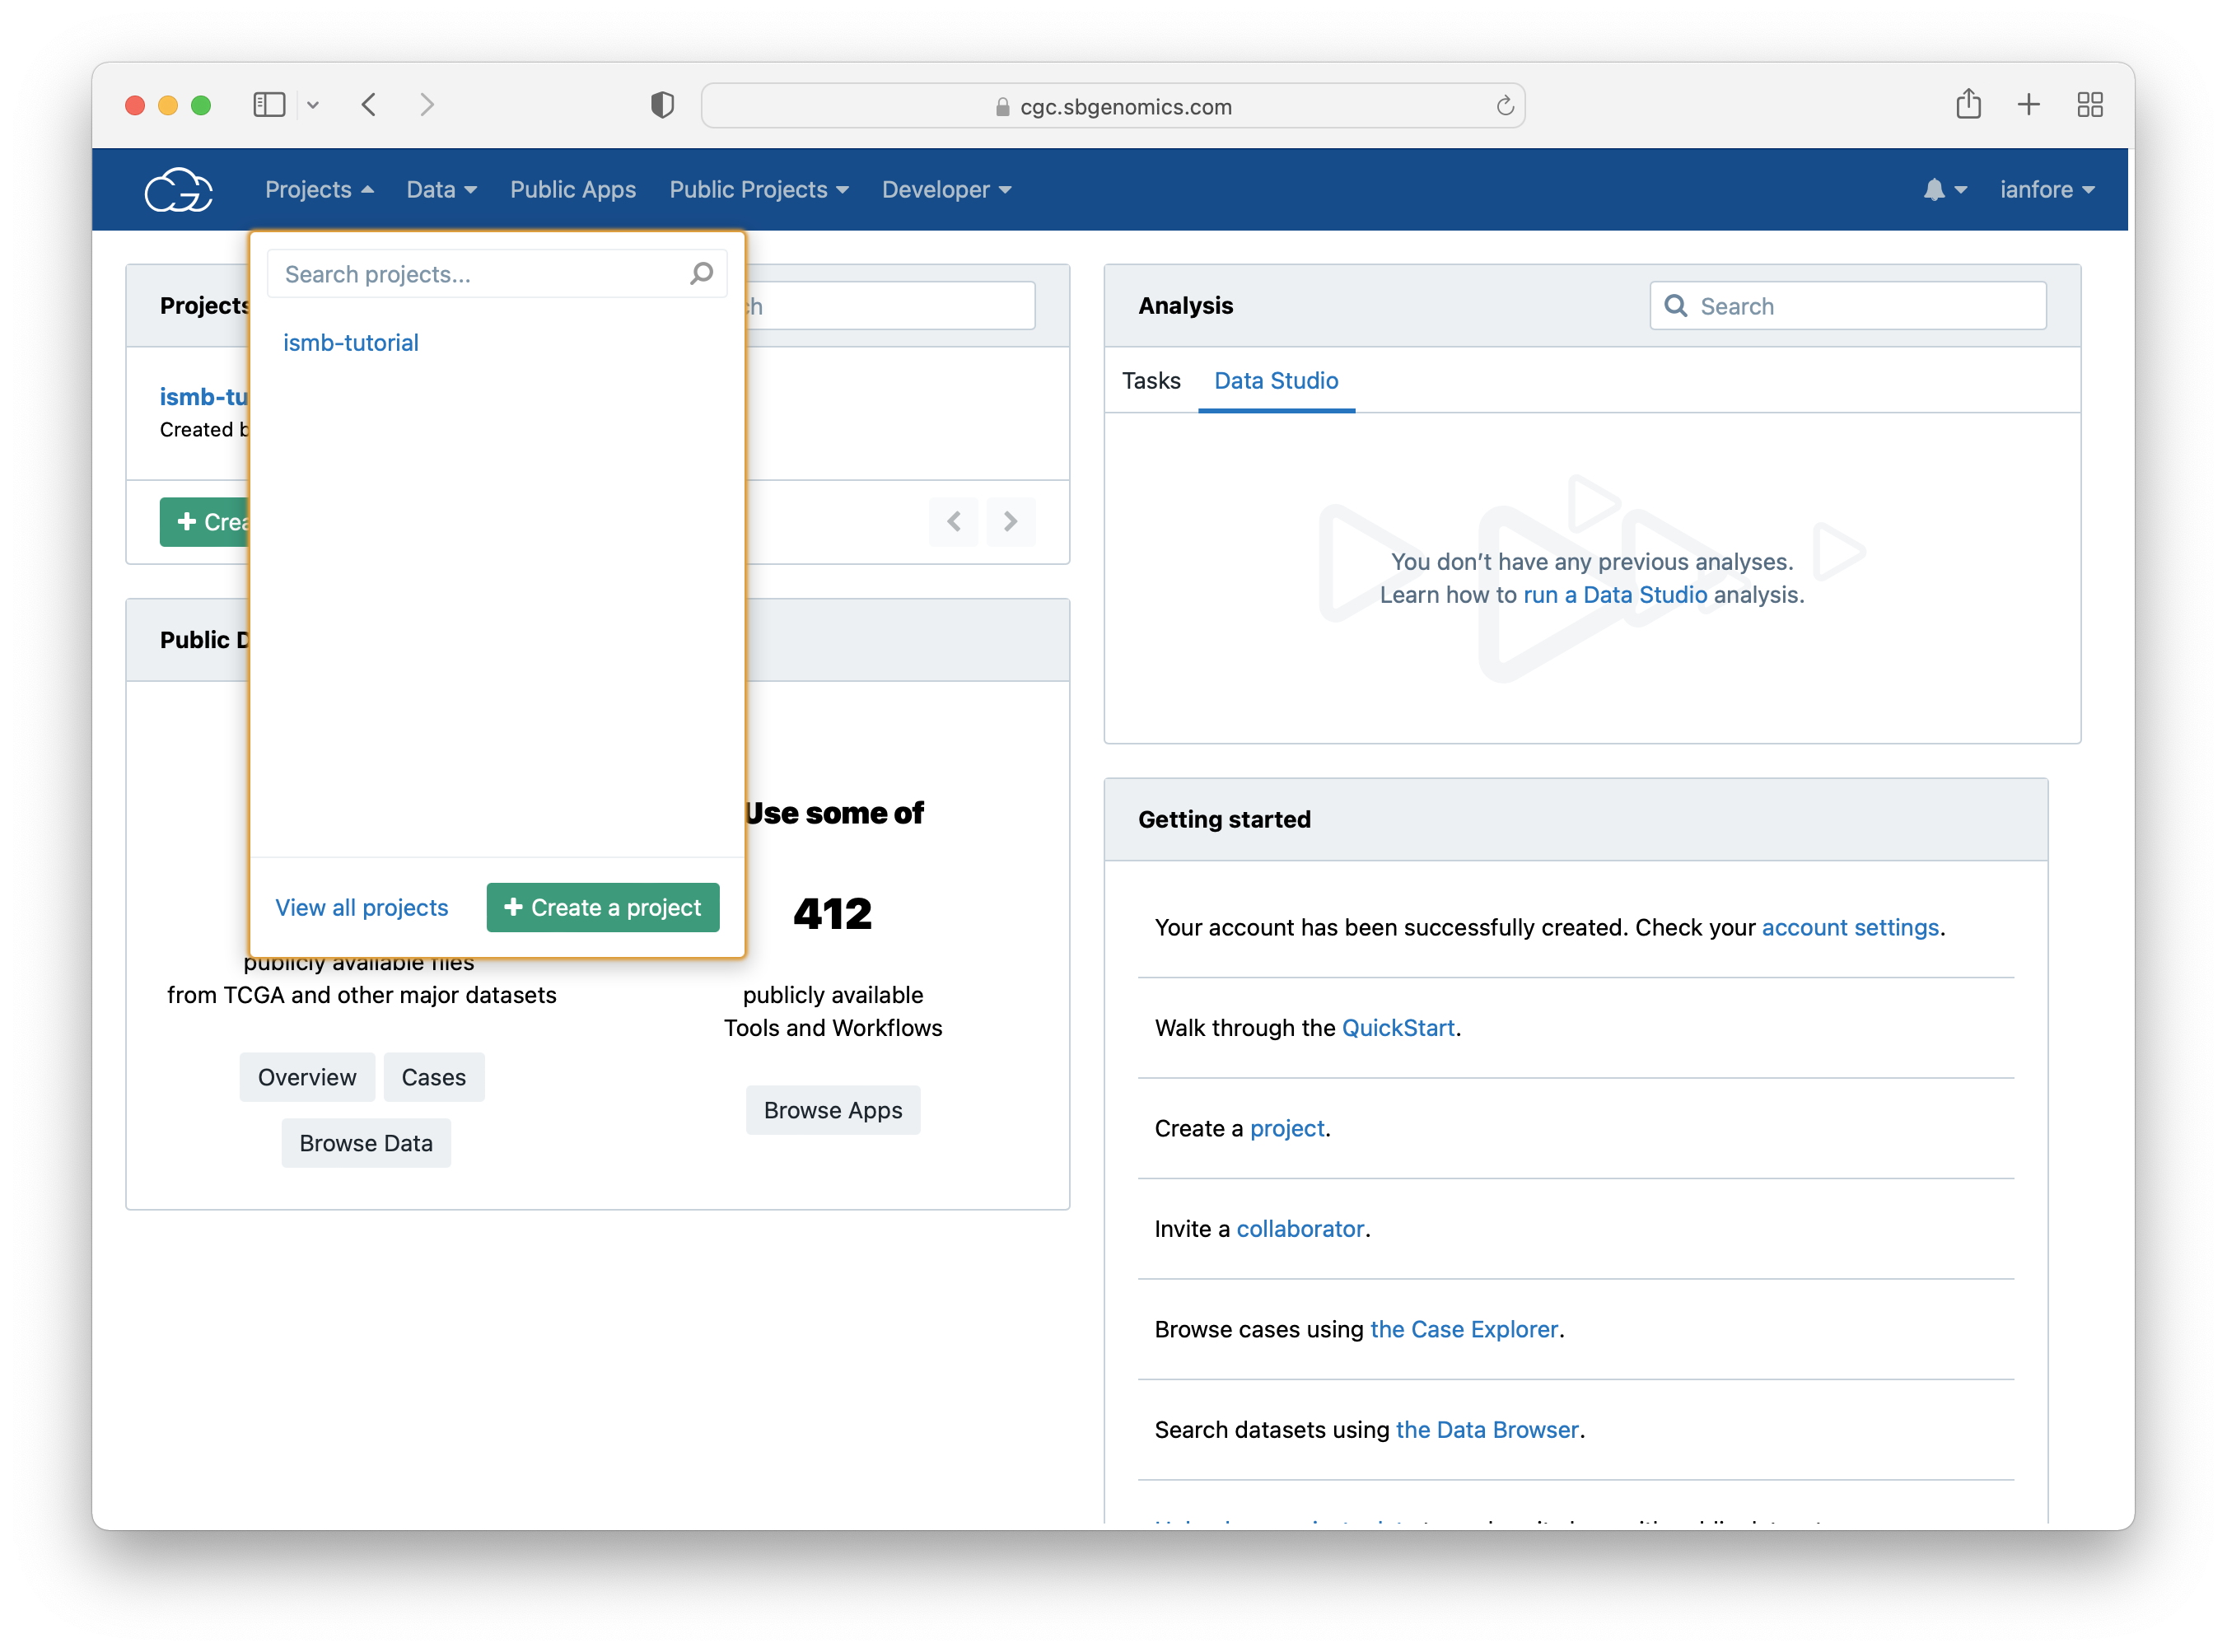 cgc.sbgenomics.com
Projects
Data
Public Apps
Public Projects
Developer
ianfore
Search projects...
ismb-tutorial
View all projects
Create a project
Projects
ismb-tu
Created
Public
publicly available files
from TCGA and other major datasets
Overview
Cases
Browse Data
Use some of
412
publicly available
Tools and Workflows
Browse Apps
Analysis
Search
Tasks
Data Studio
You don’t have any previous analyses.
Learn how to run a Data Studio analysis.
Getting started
Your account has been successfully created. Check your account settings.
Walk through the QuickStart.
Create a project.
Invite a collaborator.
Browse cases using the Case Explorer.
Search datasets using the Data Browser.